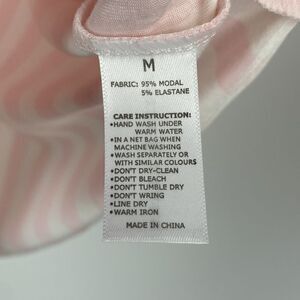 M
FABRIC: 95% MODAL
5% ELASTANE
CARE INSTRUCTION:
•HAND WASH UNDER
WARM WATER
•IN A NET BAG WHEN
MACHINE WASHING
•WASH SEPARATELY OR
WITH SIMILAR COLOURS
•DON'T DRY-CLEAN
•DON'T BLEACH
•DON'T TUMBLE DRY
•DON'T WRING
•LINE DRY
•WARM IRON
MADE IN CHINA